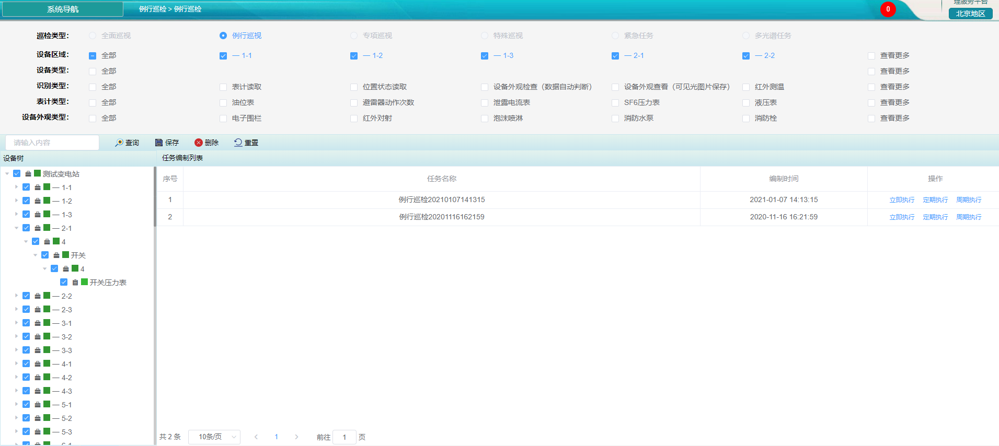 系统导航 例行巡检 > 例行巡检 0 理服务平台
北京地区
巡检类型: 全面巡视 例行巡视 专项巡视 特殊巡视 紧急任务 多光谱任务
设备区域: 全部 — 1-1 — 1-2 — 1-3 — 2-1 — 2-2 查看更多
设备类型: 全部 查看更多
识别类型: 全部 表计读取 位置状态读取 设备外观检查（数据自动判断） 设备外观查看（可见光图片保存） 红外测温 查看更多
表计类型: 全部 油位表 避雷器动作次数 泄露电流表 SF6压力表 液压表 查看更多
设备外观类型: 全部 电子围栏 红外对射 泡沫喷淋 消防水泵 消防栓 查看更多
请输入内容 查询 保存 删除 重置
设备树
测试变电站
— 1-1
— 1-2
— 1-3
— 2-1
4
开关
4
开关压力表
— 2-2
— 2-3
— 3-1
— 3-2
— 3-3
— 4-1
— 4-2
— 4-3
— 5-1
— 5-2
— 5-3
— 6-1
任务编制列表
序号 任务名称 编制时间 操作
1 例行巡检20210107141315 2021-01-07 14:13:15 立即执行 定期执行 周期执行
2 例行巡检20201116162159 2020-11-16 16:21:59 立即执行 定期执行 周期执行
共 2 条 10条/页 1 前往 1 页